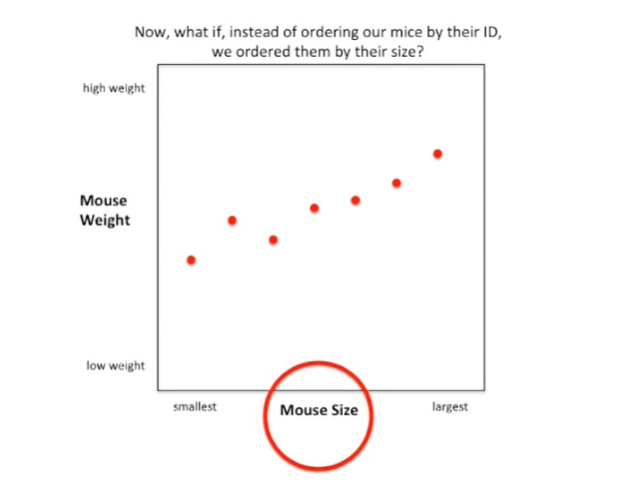 Now, what if, instead of ordering our mice by their ID,
we ordered them by their size?
high weight
Mouse
Weight
low weight
smallest
Mouse Size
largest